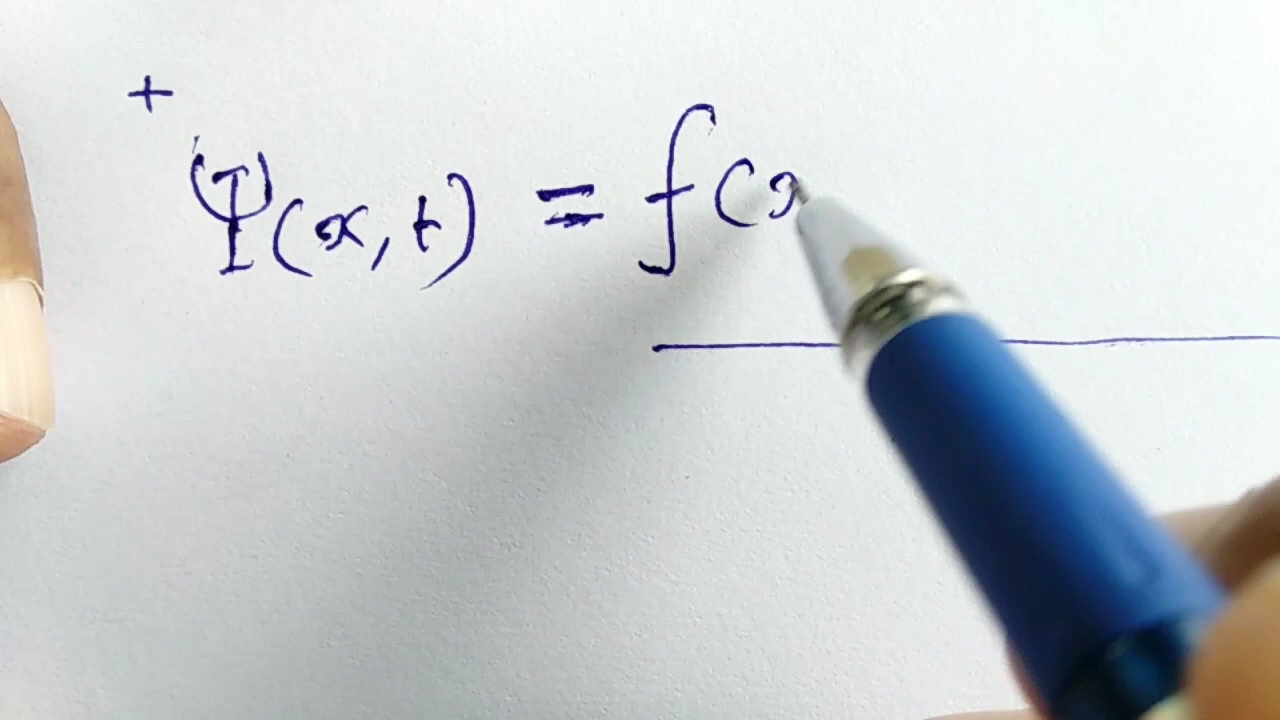 +
Ψ(x,t) = f(x